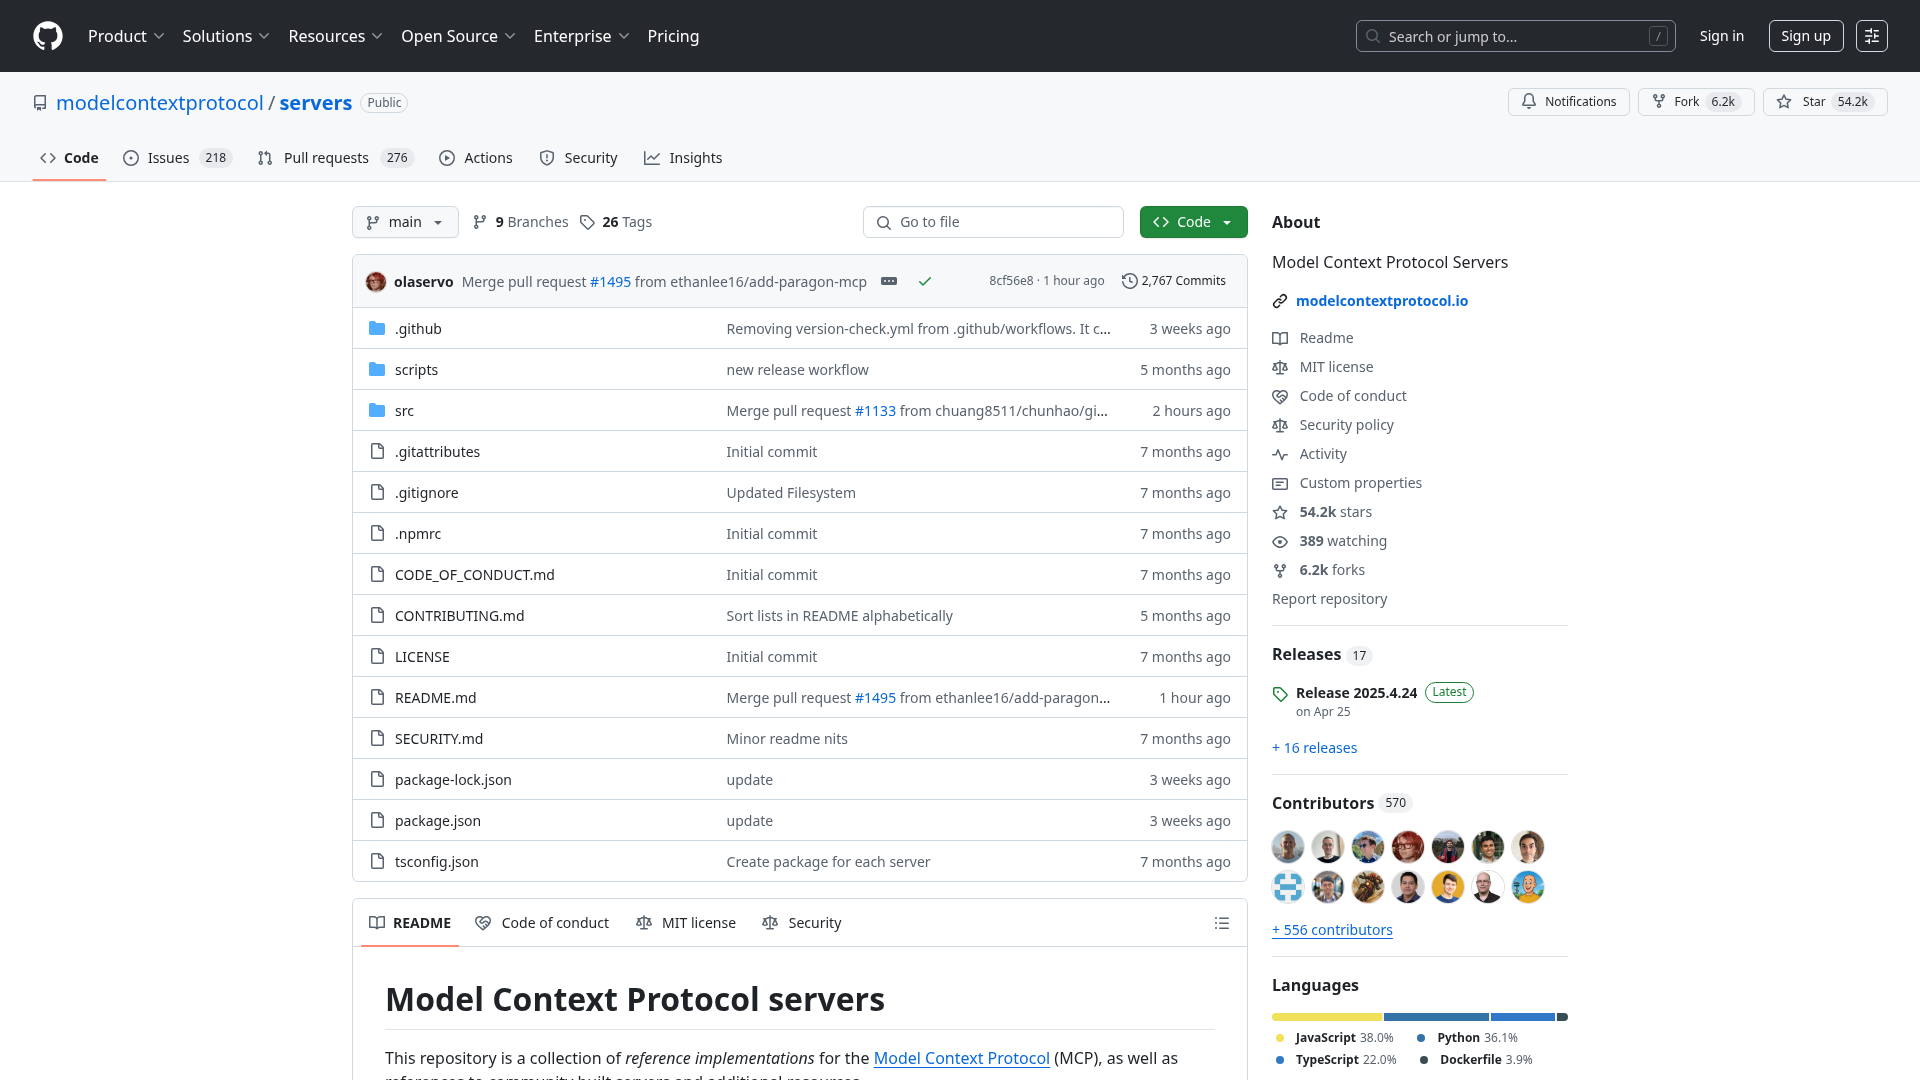 Product Solutions Resources Open Source Enterprise Pricing Search or jump to... / Sign in Sign up
modelcontextprotocol / servers Public Notifications Fork 6.2k Star 54.2k
Code Issues 218 Pull requests 276 Actions Security Insights
main 9 Branches 26 Tags Go to file Code
olaservo Merge pull request #1495 from ethanlee16/add-paragon-mcp 8cf56e8 · 1 hour ago 2,767 Commits
.github Removing version-check.yml from .github/workflows. It c... 3 weeks ago
scripts new release workflow 5 months ago
src Merge pull request #1133 from chuang8511/chunhao/gi... 2 hours ago
.gitattributes Initial commit 7 months ago
.gitignore Updated Filesystem 7 months ago
.npmrc Initial commit 7 months ago
CODE_OF_CONDUCT.md Initial commit 7 months ago
CONTRIBUTING.md Sort lists in README alphabetically 5 months ago
LICENSE Initial commit 7 months ago
README.md Merge pull request #1495 from ethanlee16/add-paragon... 1 hour ago
SECURITY.md Minor readme nits 7 months ago
package-lock.json update 3 weeks ago
package.json update 3 weeks ago
tsconfig.json Create package for each server 7 months ago
README Code of conduct MIT license Security
Model Context Protocol servers
This repository is a collection of reference implementations for the Model Context Protocol (MCP), as well as
references to community built servers and additional resources.
About
Model Context Protocol Servers
modelcontextprotocol.io
Readme
MIT license
Code of conduct
Security policy
Activity
Custom properties
54.2k stars
389 watching
6.2k forks
Report repository
Releases 17
Release 2025.4.24 Latest
on Apr 25
+ 16 releases
Contributors 570
+ 556 contributors
Languages
JavaScript 38.0% Python 36.1%
TypeScript 22.0% Dockerfile 3.9%